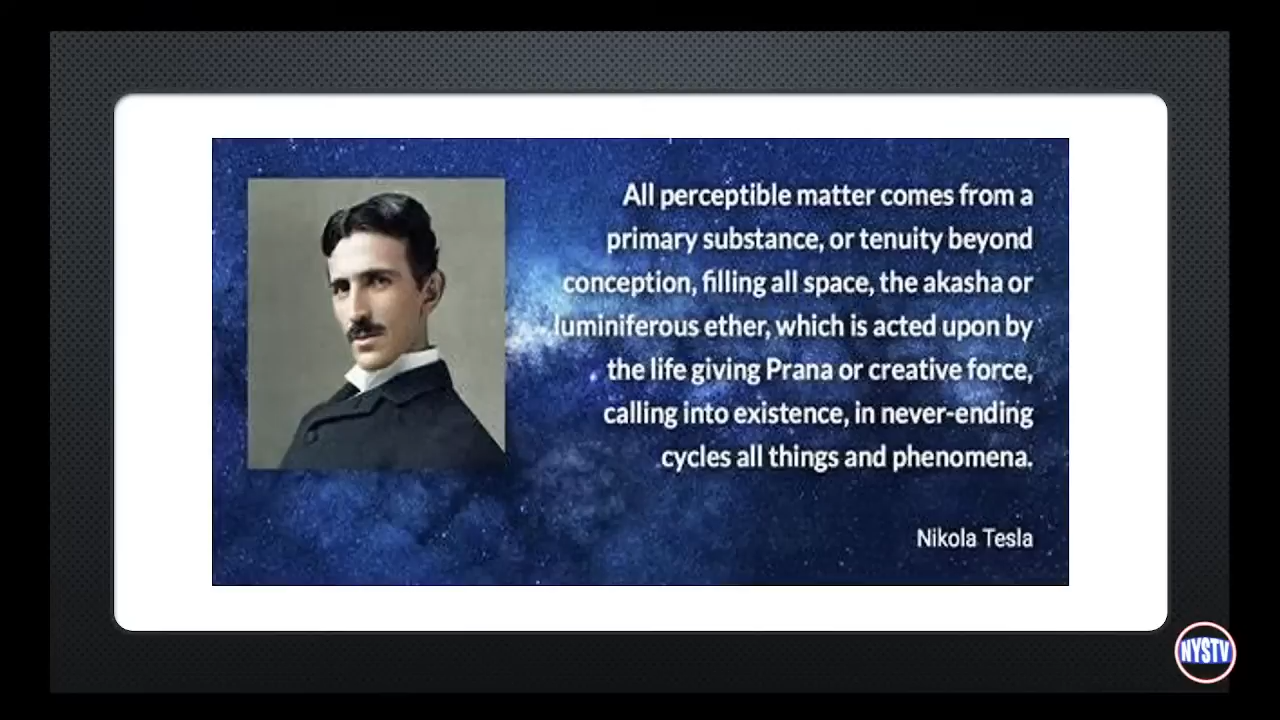 All perceptible matter comes from a
primary substance, or tenuity beyond
conception, filling all space, the akasha or
luminiferous ether, which is acted upon by
the life giving Prana or creative force,
calling into existence, in never-ending
cycles all things and phenomena.
Nikola Tesla
NYSTV